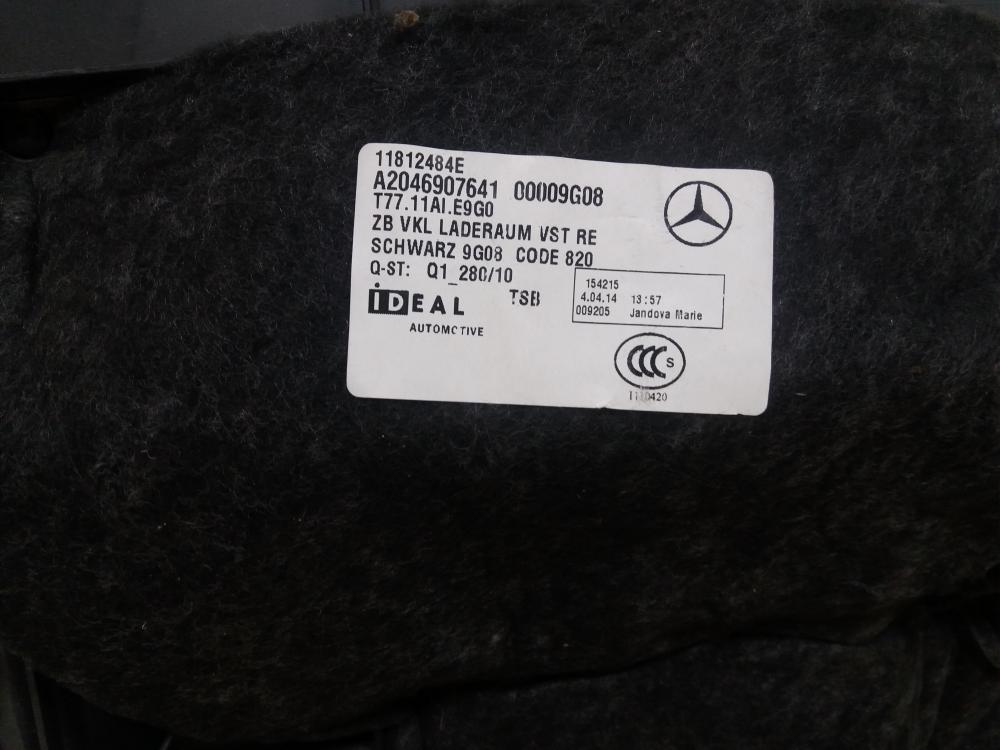 11812484E
A2046907641 00009G08
T77.11AI.E9G0
ZB VKL LADERAUM VST RE
SCHWARZ 9G08 CODE 820
Q-ST: Q1_280/10
iDEAL TSB
AUTOMOTIVE
154215
4.04.14 13:57
009205 Jandova Marie
CCC S
1110420